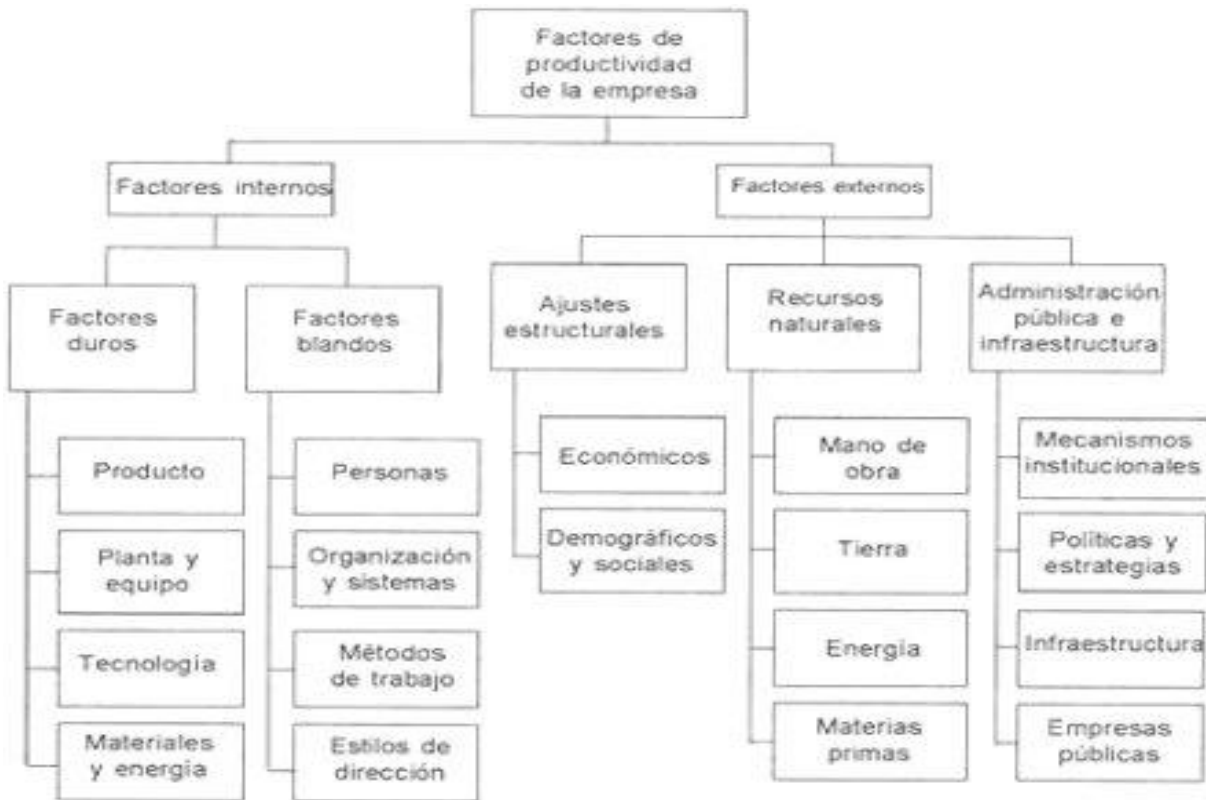 Factores de
productividad
de la empresa
Factores internos
Factores externos
Factores
duros
Factores
blandos
Ajustes
estructurales
Recursos
naturales
Administración
pública e
infraestructura
Producto
Planta y
equipo
Tecnología
Materiales
y energía
Personas
Organización
y sistemas
Métodos
de trabajo
Estilos de
dirección
Económicos
Demográficos
y sociales
Mano de
obra
Tierra
Energía
Materias
primas
Mecanismos
institucionales
Políticas y
estrategias
Infraestructura
Empresas
públicas